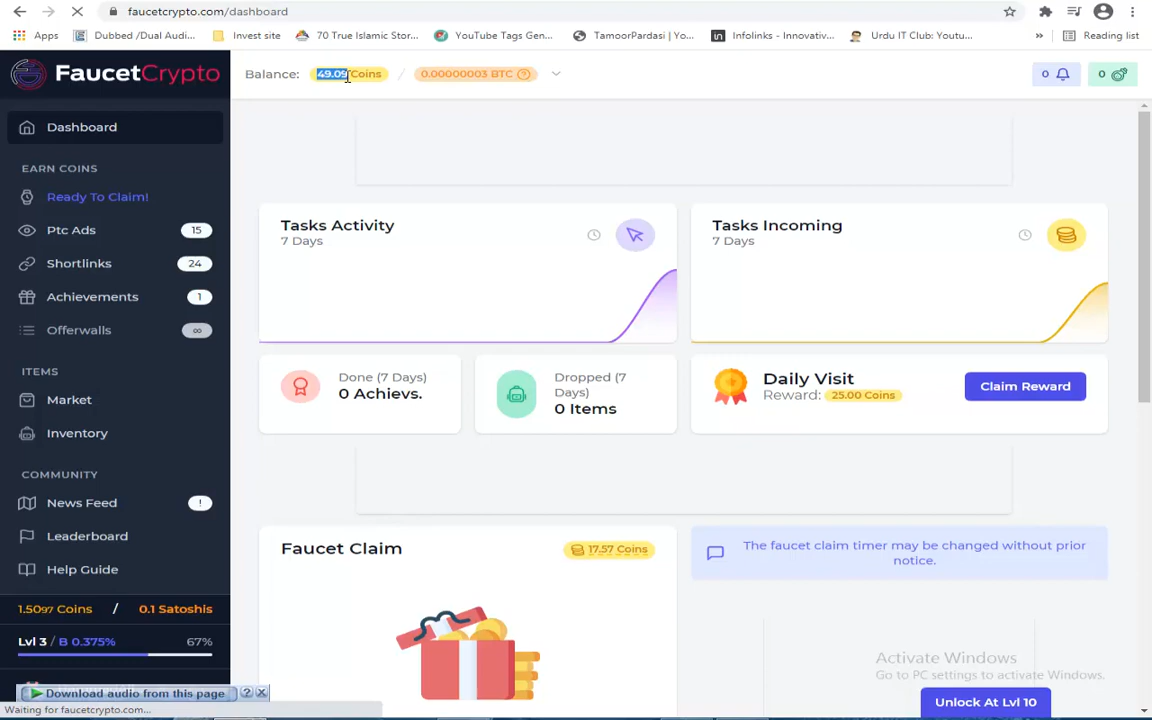 faucetcrypto.com/dashboard
Apps
Dubbed /Dual Audi...
Invest site
70 True Islamic Stor...
YouTube Tags Gen...
TamoorPardasi | Yo...
Infolinks - Innovativ...
Urdu IT Club: Youtu...
»
Reading list
FaucetCrypto
Balance:
49.09 Coins
/
0.00000003 BTC
0
0
Dashboard
EARN COINS
Ready To Claim!
Ptc Ads 15
Shortlinks 24
Achievements 1
Offerwalls ∞
ITEMS
Market
Inventory
COMMUNITY
News Feed !
Leaderboard
Help Guide
1.5097 Coins / 0.1 Satoshis
Lvl 3 / B 0.375% 67%
Download audio from this page ? X
Waiting for faucetcrypto.com...
Tasks Activity
7 Days
Tasks Incoming
7 Days
Done (7 Days)
0 Achievs.
Dropped (7
Days)
0 Items
Daily Visit
Reward: 25.00 Coins
Claim Reward
Faucet Claim
17.57 Coins
The faucet claim timer may be changed without prior
notice.
Activate Windows
Go to PC settings to activate Windows.
Unlock At Lvl 10